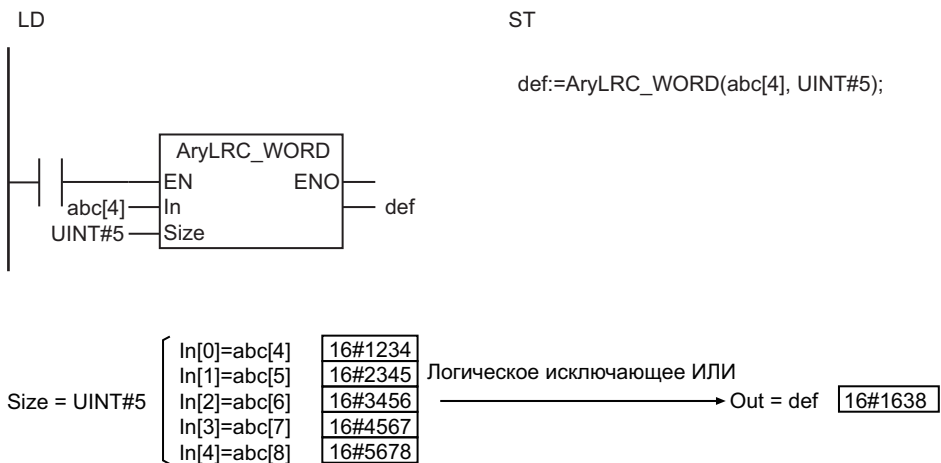 LD
ST
def:=AryLRC_WORD(abc[4], UINT#5);
AryLRC_WORD
EN ENO
abc[4] In def
UINT#5 Size
In[0]=abc[4] 16#1234
In[1]=abc[5] 16#2345 Логическое исключающее ИЛИ
Size = UINT#5 In[2]=abc[6] 16#3456 Out = def 16#1638
In[3]=abc[7] 16#4567
In[4]=abc[8] 16#5678